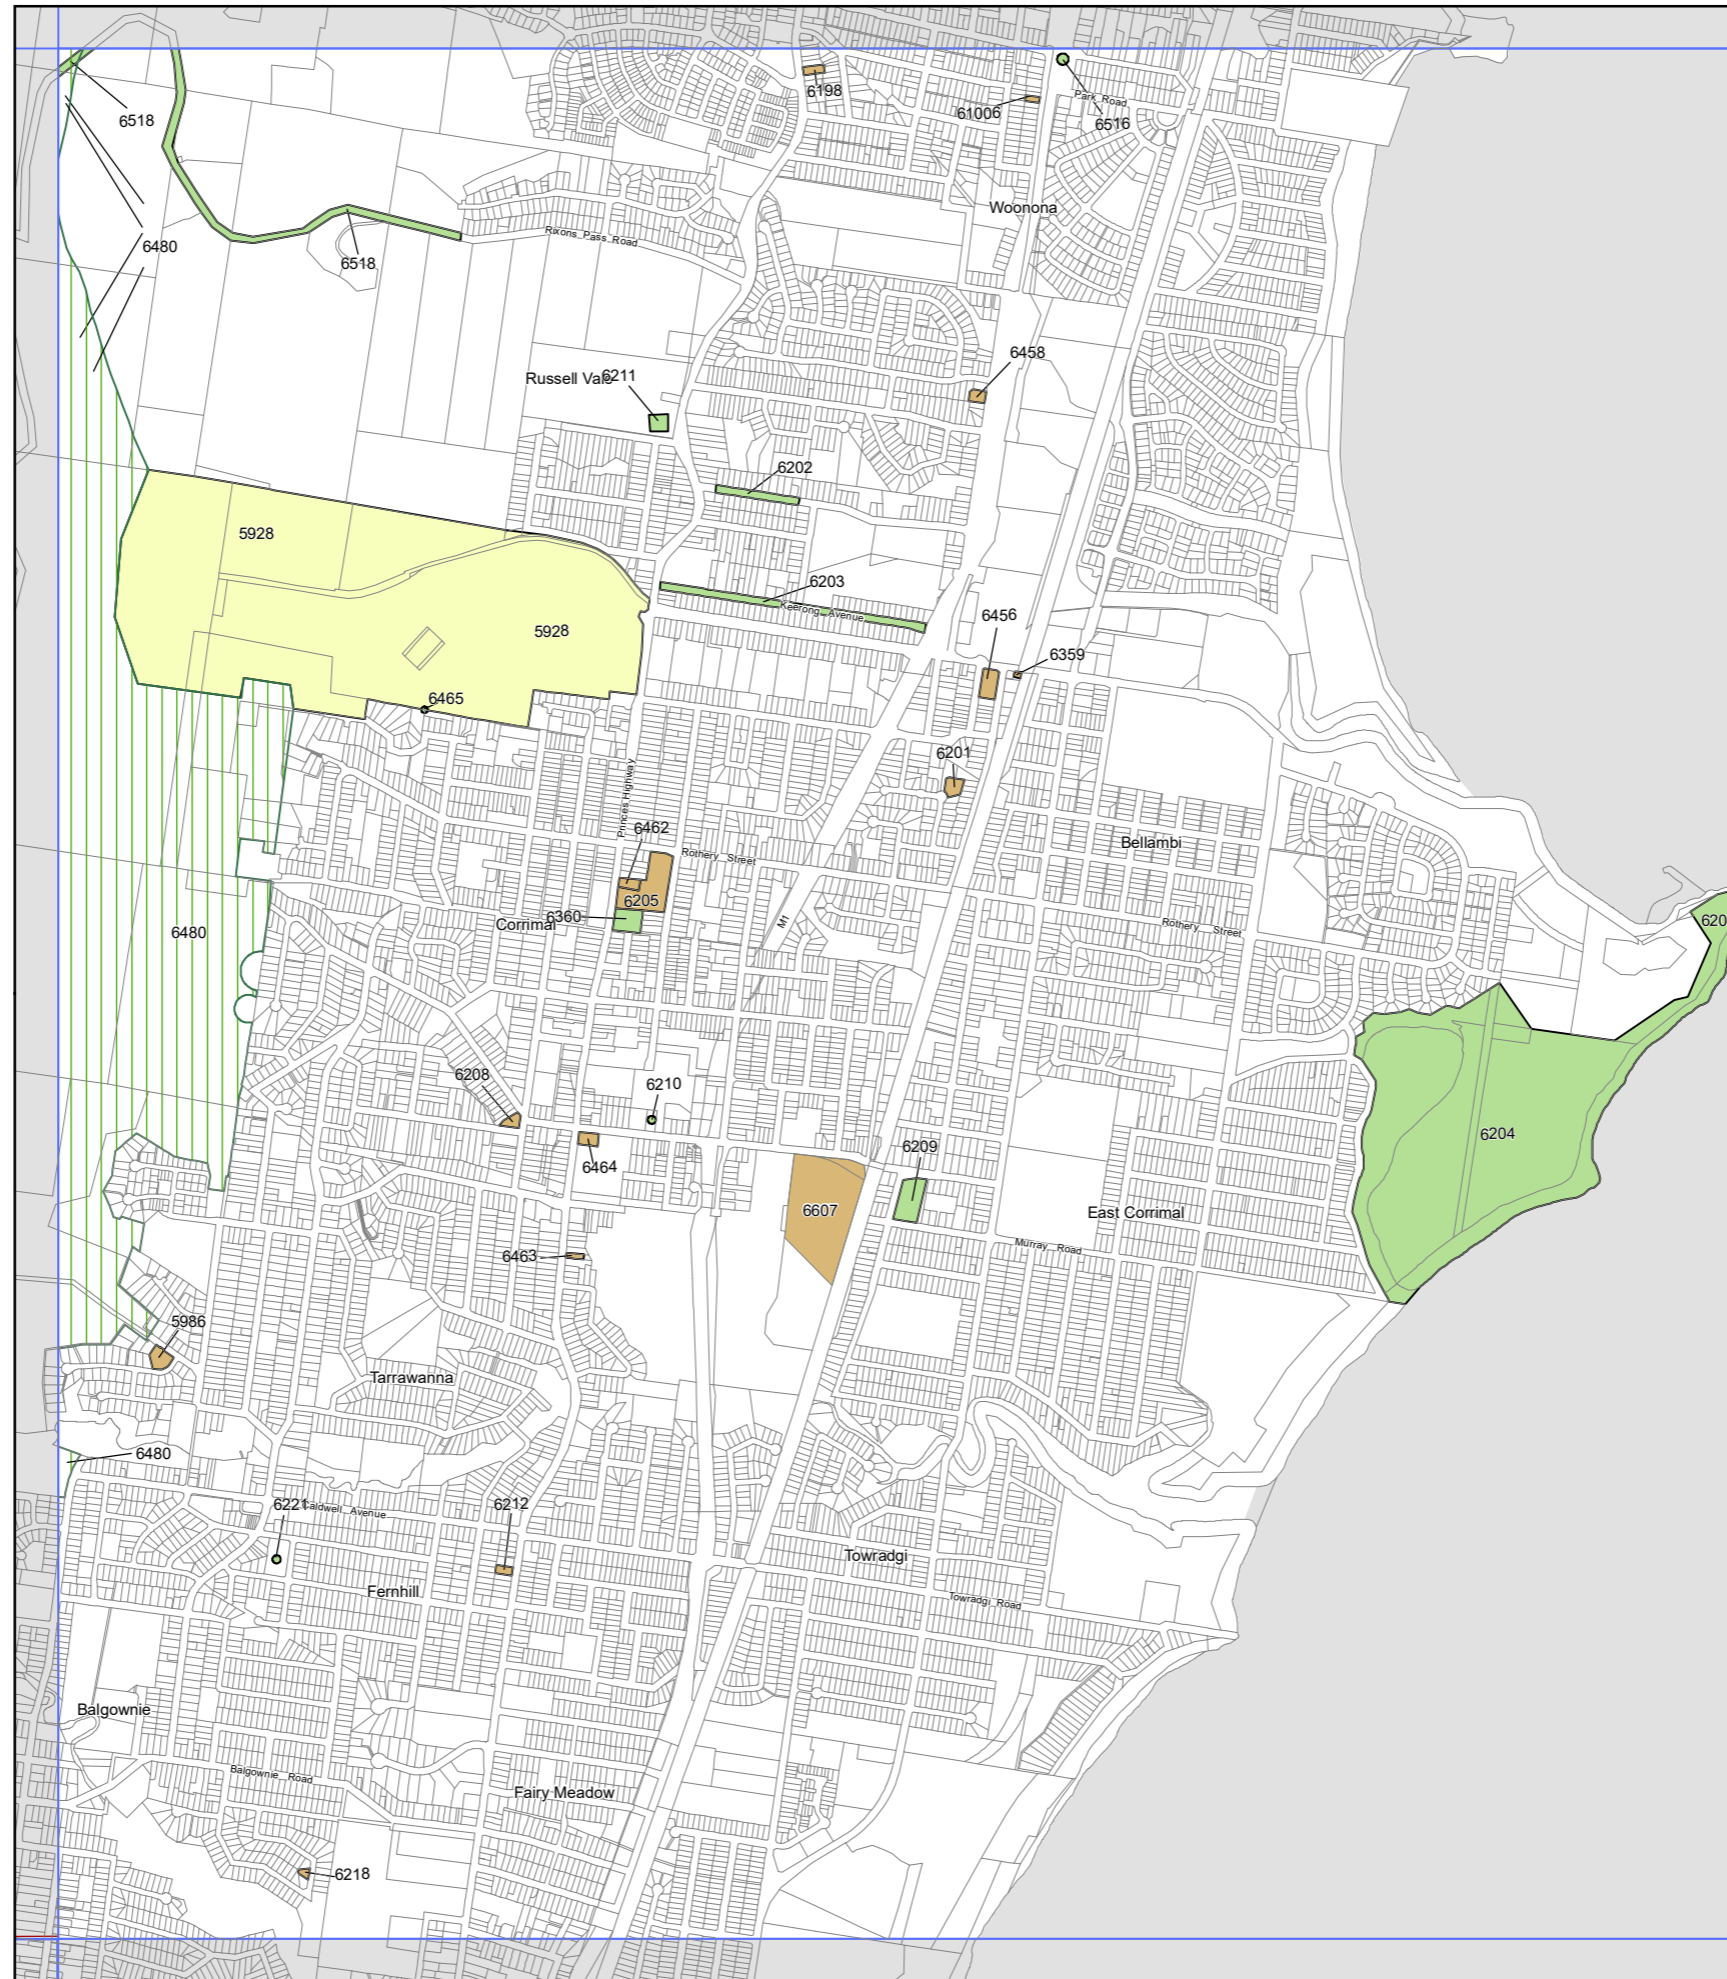 6198
Park Road
61006
6518
6516
Woonona
Rixons Pass Road
6480
6518
6458
Russell Vale
6211
6202
5928
6203
Keerong Avenue
6456
5928
6359
6465
6201
Princes Highway
6462
Bellambi
Rothery Street
6205
6360
Corrimal
M1
Rothery Street
6480
620
6208
6210
6204
6209
6464
6607
East Corrimal
Murray Road
6463
5986
Tarrawanna
6480
6221
Caldwell Avenue
6212
Towradgi
Fernhill
Towradgi Road
Balgownie
Balgownie Road
Fairy Meadow
6218